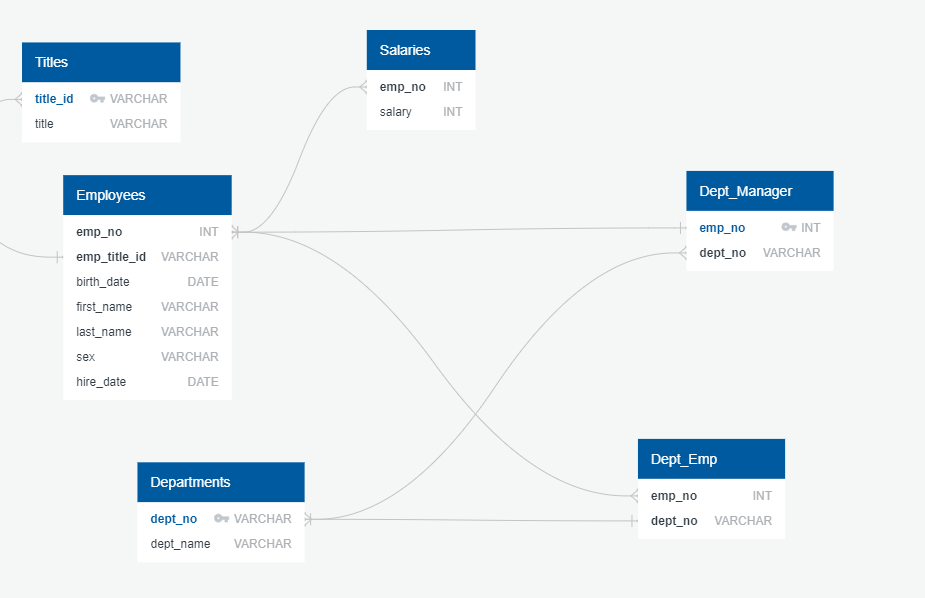 Titles
title_id VARCHAR
title VARCHAR
Salaries
emp_no INT
salary INT
Employees
emp_no INT
emp_title_id VARCHAR
birth_date DATE
first_name VARCHAR
last_name VARCHAR
sex VARCHAR
hire_date DATE
Dept_Manager
emp_no INT
dept_no VARCHAR
Departments
dept_no VARCHAR
dept_name VARCHAR
Dept_Emp
emp_no INT
dept_no VARCHAR